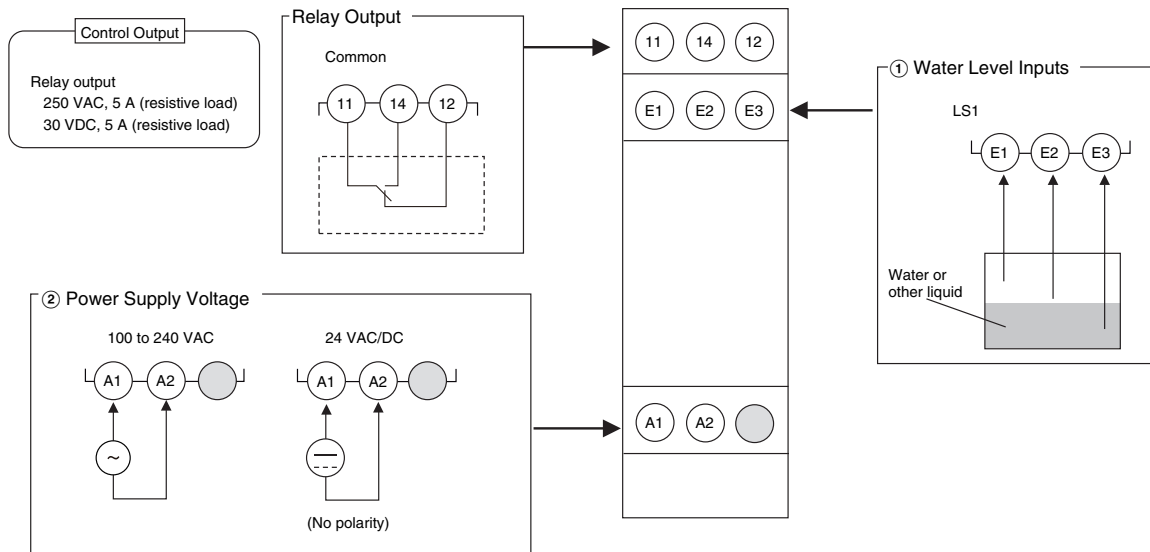 Control Output
Relay output
250 VAC, 5 A (resistive load)
30 VDC, 5 A (resistive load)
Relay Output
Common
11 14 12
11 14 12
E1 E2 E3
① Water Level Inputs
LS1
E1 E2 E3
Water or
other liquid
② Power Supply Voltage
100 to 240 VAC
24 VAC/DC
A1 A2
A1 A2
~
(No polarity)
A1 A2